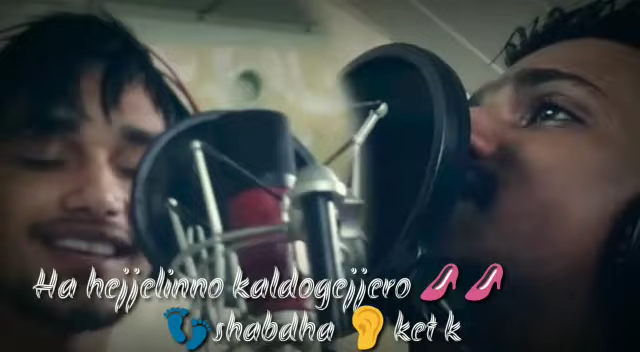 Ha hejjelinno kaldogejjero 👠👠
👣shabdha 👂ket k